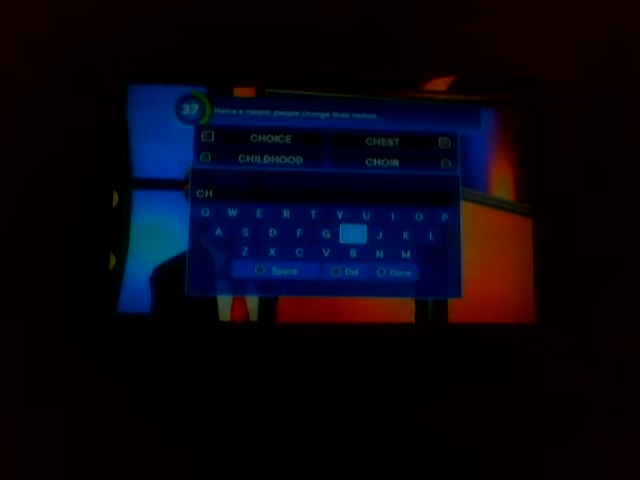 37
Name a reason people change their names.
CHOICE CHEST
CHILDHOOD CHOIR
CH
Q W E R T Y U I O P
A S D F G H J K L
Z X C V B N M
Space Del Done